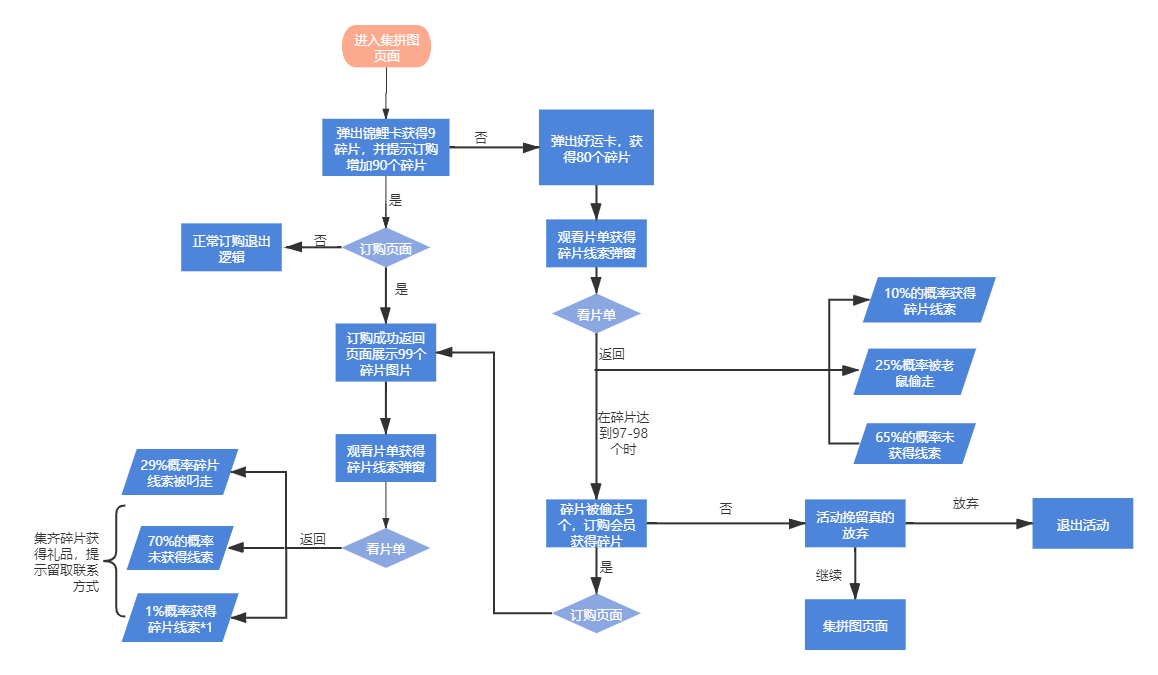 进入集拼图
页面
弹出锦鲤卡获得9
碎片，并提示订购
增加90个碎片
否
弹出好运卡，获
得80个碎片
是
订购页面
否
正常订购退出
逻辑
是
观看片单获得
碎片线索弹窗
看片单
返回
10%的概率获得
碎片线索
25%概率被老
鼠偷走
65%的概率未
获得线索
订购成功返回
页面展示99个
碎片图片
在碎片达
到97-98
个时
观看片单获得
碎片线索弹窗
看片单
返回
29%概率碎片
线索被叼走
70%的概率
未获得线索
1%概率获得
碎片线索*1
集齐碎片获
得礼品，提
示留取联系
方式
碎片被偷走5
个，订购会员
获得碎片
否
活动挽留真的
放弃
放弃
退出活动
是
订购页面
继续
集拼图页面